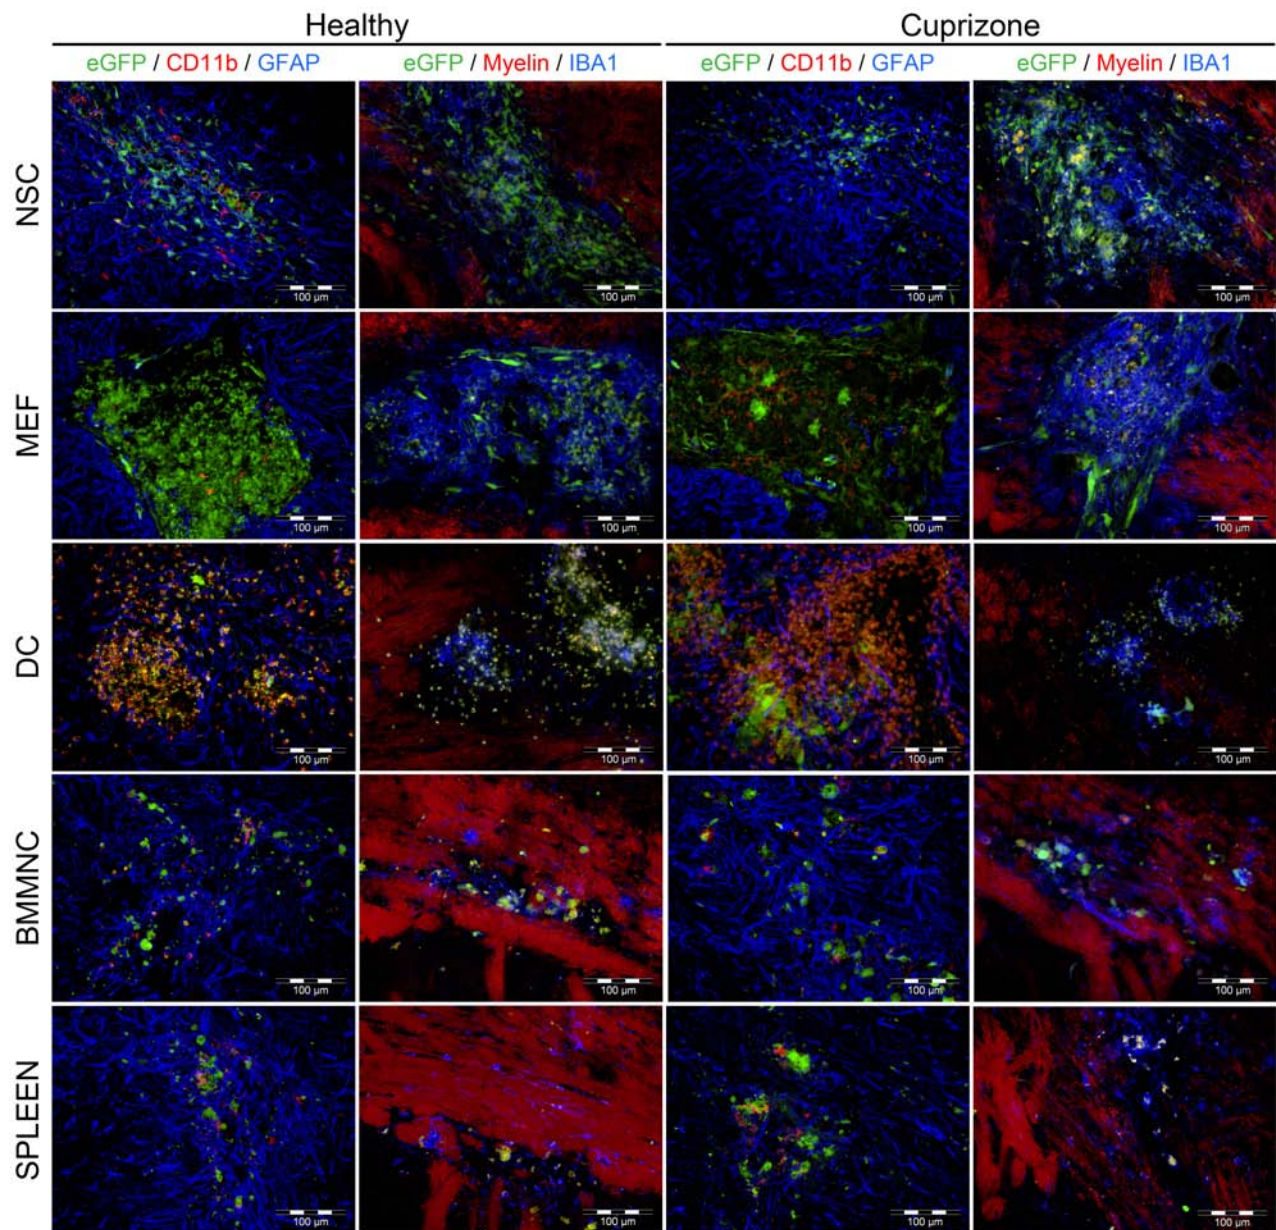 Healthy Cuprizone
eGFP / CD11b / GFAP eGFP / Myelin / IBA1 eGFP / CD11b / GFAP eGFP / Myelin / IBA1
NSC
100 µm 100 µm 100 µm 100 µm
MEF
100 µm 100 µm 100 µm 100 µm
DC
100 µm 100 µm 100 µm 100 µm
BMMNC
100 µm 100 µm 100 µm 100 µm
SPLEEN
100 µm 100 µm 100 µm 100 µm